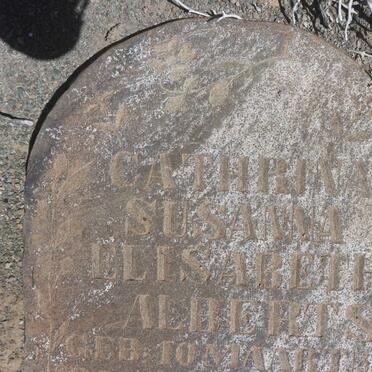 CATHRINA
SUSANNA
ELISABETH
ALBERTS
GEB: 10 MAART